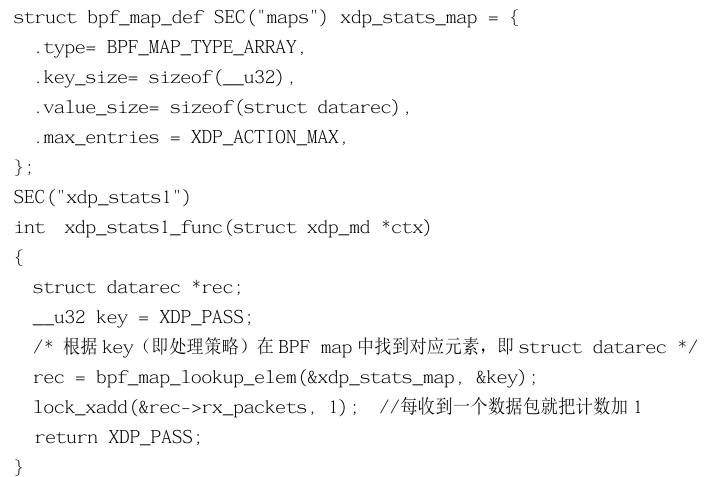 struct bpf_map_def SEC("maps") xdp_stats_map = {
  .type= BPF_MAP_TYPE_ARRAY,
  .key_size= sizeof(__u32),
  .value_size= sizeof(struct datarec),
  .max_entries = XDP_ACTION_MAX,
};
SEC("xdp_stats1")
int  xdp_stats1_func(struct xdp_md *ctx)
{
  struct datarec *rec;
  __u32 key = XDP_PASS;
  /* 根据key（即处理策略）在BPF map中找到对应元素，即struct datarec */
  rec = bpf_map_lookup_elem(&xdp_stats_map, &key);
  lock_xadd(&rec->rx_packets, 1);  //每收到一个数据包就把计数加1
  return XDP_PASS;
}